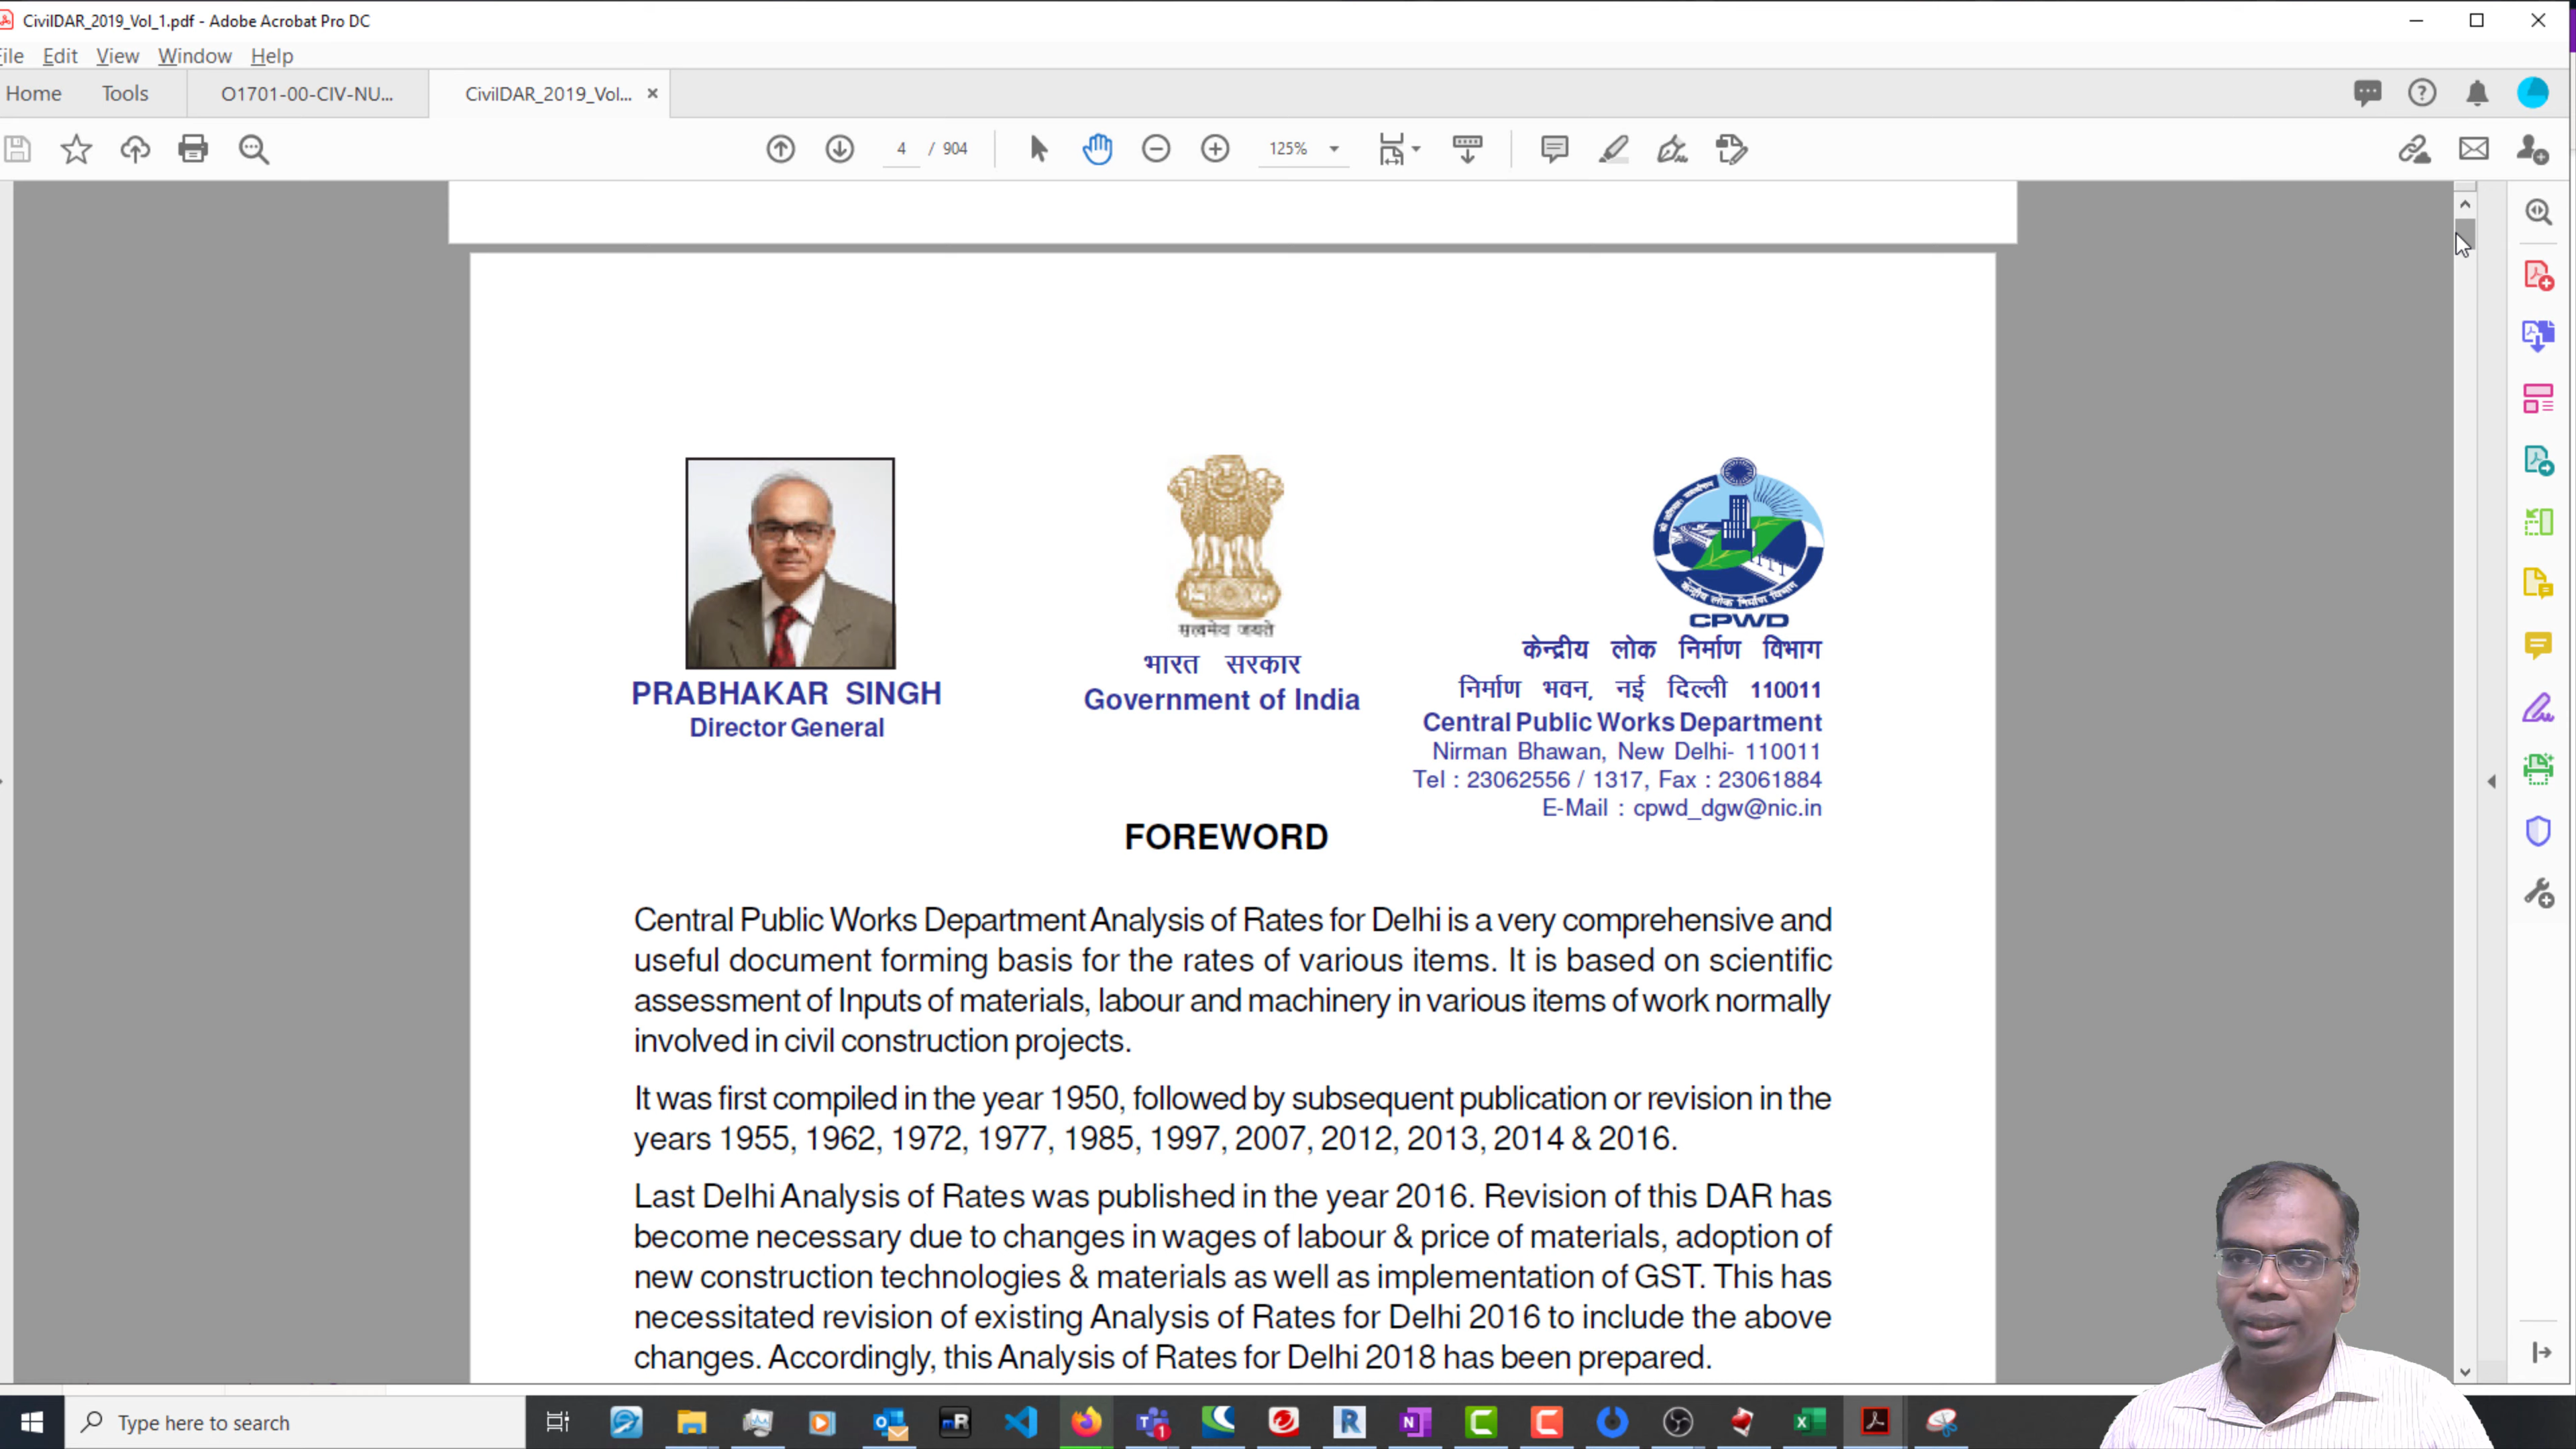 CivilDAR_2019_Vol_1.pdf - Adobe Acrobat Pro DC
File Edit View Window Help
Home Tools O1701-00-CIV-NU... CivilDAR_2019_Vol... ×
4 / 904 125%
सत्यमेव जयते
CPWD
केन्द्रीय लोक निर्माण विभाग
भारत सरकार
निर्माण भवन, नई दिल्ली 110011
PRABHAKAR SINGH
Government of India
Director General
Central Public Works Department
Nirman Bhawan, New Delhi- 110011
Tel : 23062556 / 1317, Fax : 23061884
E-Mail : cpwd_dgw@nic.in
FOREWORD
Central Public Works Department Analysis of Rates for Delhi is a very comprehensive and
useful document forming basis for the rates of various items. It is based on scientific
assessment of Inputs of materials, labour and machinery in various items of work normally
involved in civil construction projects.
It was first compiled in the year 1950, followed by subsequent publication or revision in the
years 1955, 1962, 1972, 1977, 1985, 1997, 2007, 2012, 2013, 2014 & 2016.
Last Delhi Analysis of Rates was published in the year 2016. Revision of this DAR has
become necessary due to changes in wages of labour & price of materials, adoption of
new construction technologies & materials as well as implementation of GST. This has
necessitated revision of existing Analysis of Rates for Delhi 2016 to include the above
changes. Accordingly, this Analysis of Rates for Delhi 2018 has been prepared.
Type here to search